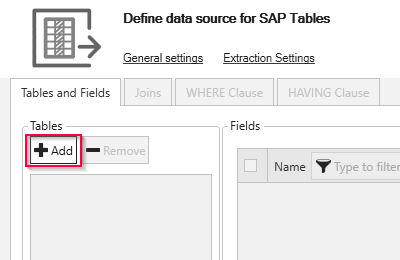 Define data source for SAP Tables
General settings Extraction Settings
Tables and Fields Joins WHERE Clause HAVING Clause
Tables Fields
Add Remove
Name Type to filter